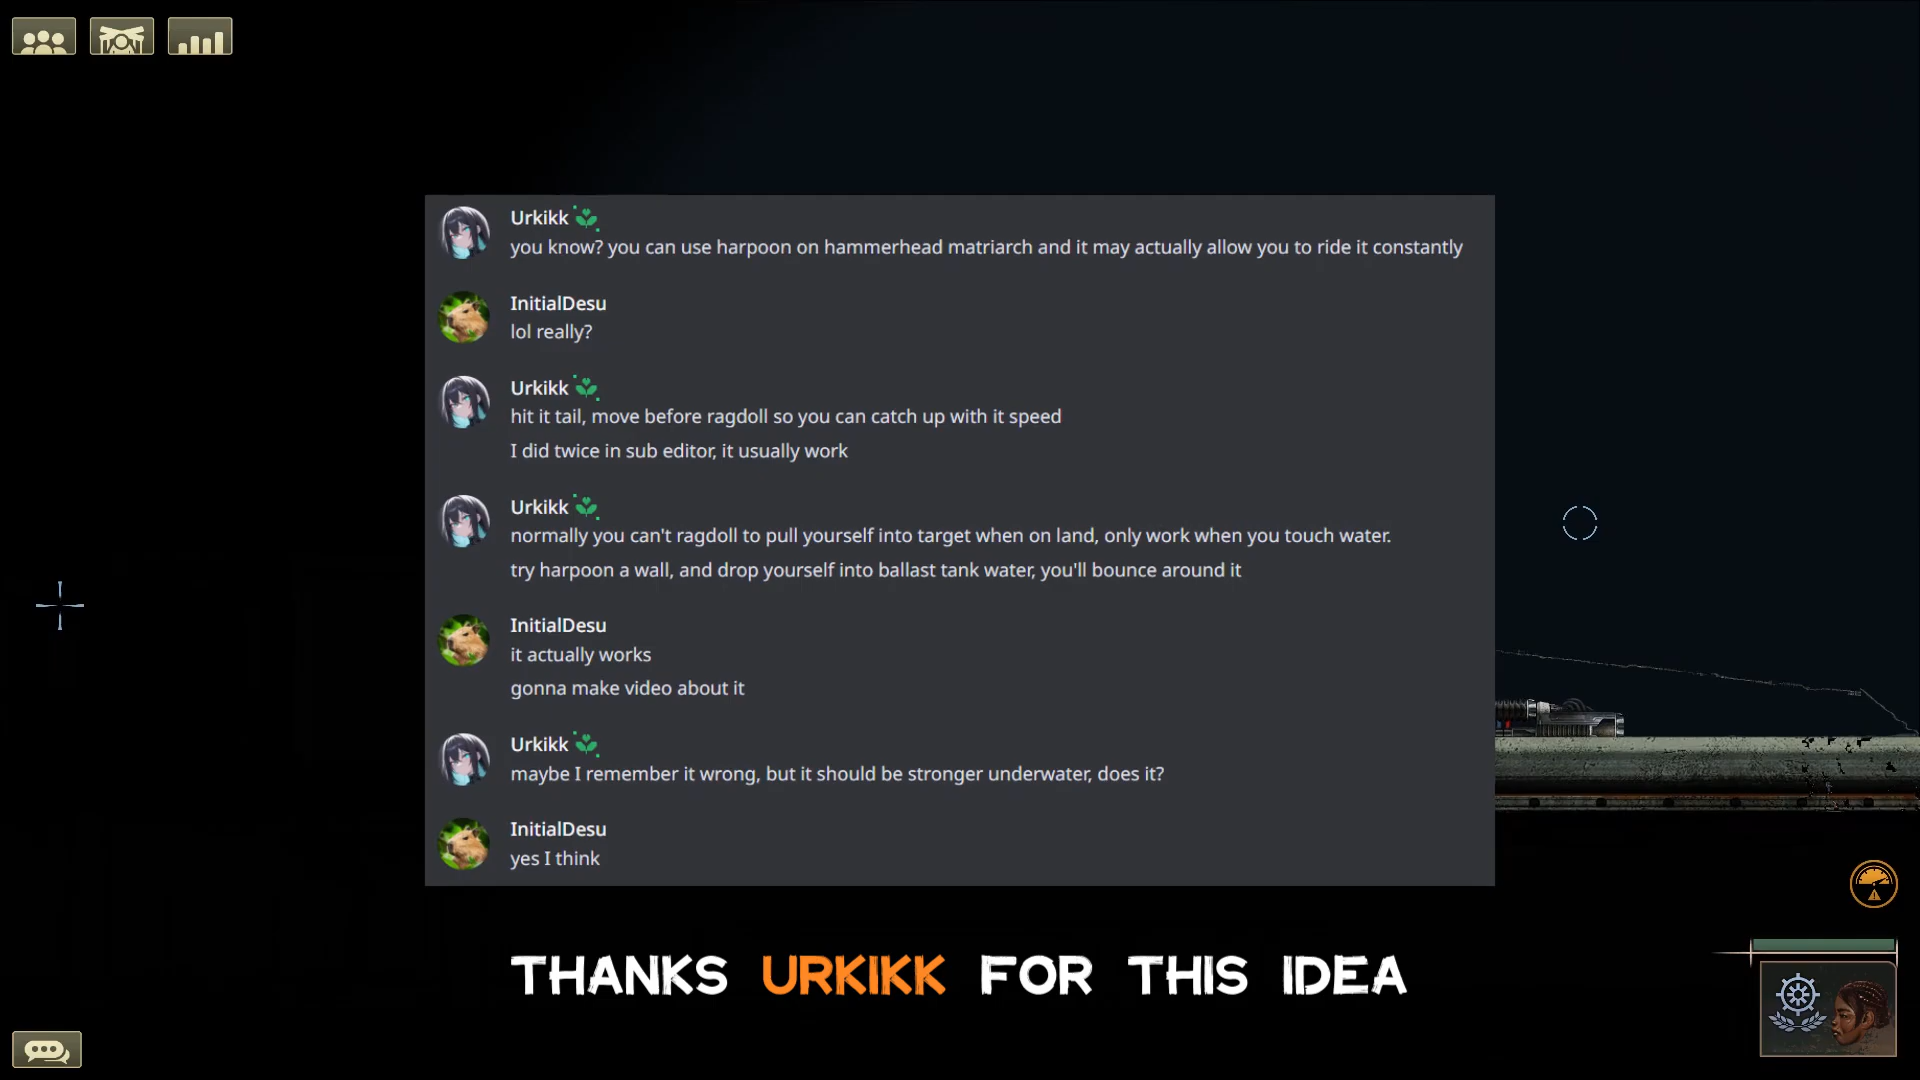 Urkikk
you know? you can use harpoon on hammerhead matriarch and it may actually allow you to ride it constantly
InitialDesu
lol really?
Urkikk
hit it tail, move before ragdoll so you can catch up with it speed
I did twice in sub editor, it usually work
Urkikk
normally you can't ragdoll to pull yourself into target when on land, only work when you touch water.
try harpoon a wall, and drop yourself into ballast tank water, you'll bounce around it
InitialDesu
it actually works
gonna make video about it
Urkikk
maybe I remember it wrong, but it should be stronger underwater, does it?
InitialDesu
yes I think
THANKS URKIKK FOR THIS IDEA